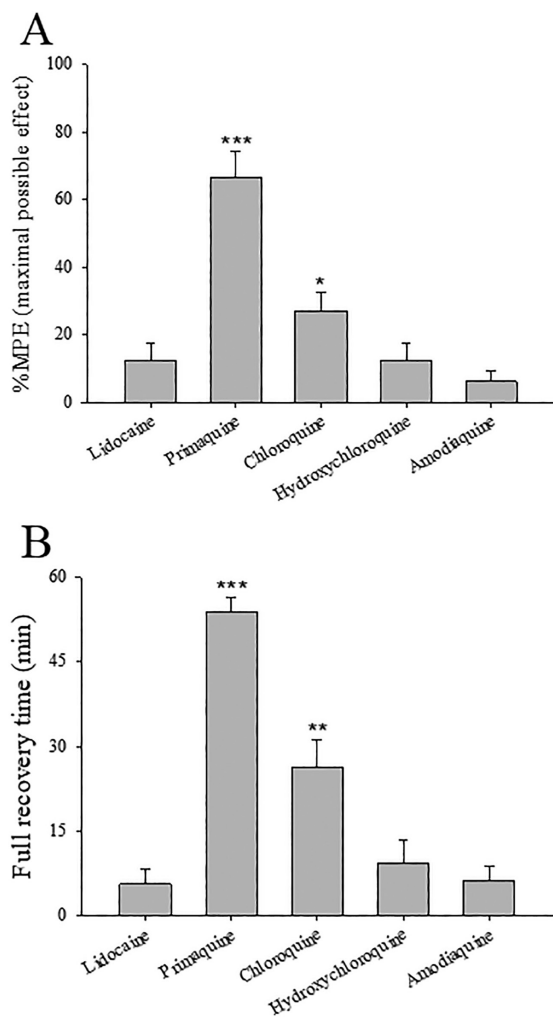 A
%MPE (maximal possible effect)
100
80
60
40
20
0
***
*
Lidocaine
Primaquine
Chloroquine
Hydroxychloroquine
Amodiaquine
B
Full recovery time (min)
60
45
30
15
0
***
**
Lidocaine
Primaquine
Chloroquine
Hydroxychloroquine
Amodiaquine